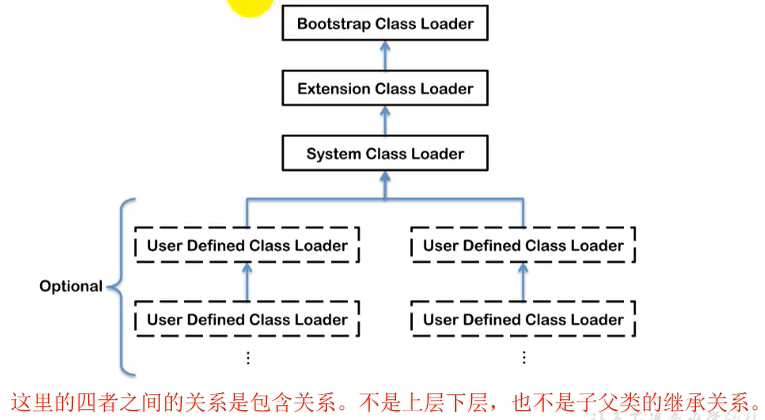 Bootstrap Class Loader
Extension Class Loader
System Class Loader
User Defined Class Loader
User Defined Class Loader
Optional
User Defined Class Loader
User Defined Class Loader
这里的四者之间的关系是包含关系。不是上层下层，也不是子父类的继承关系。